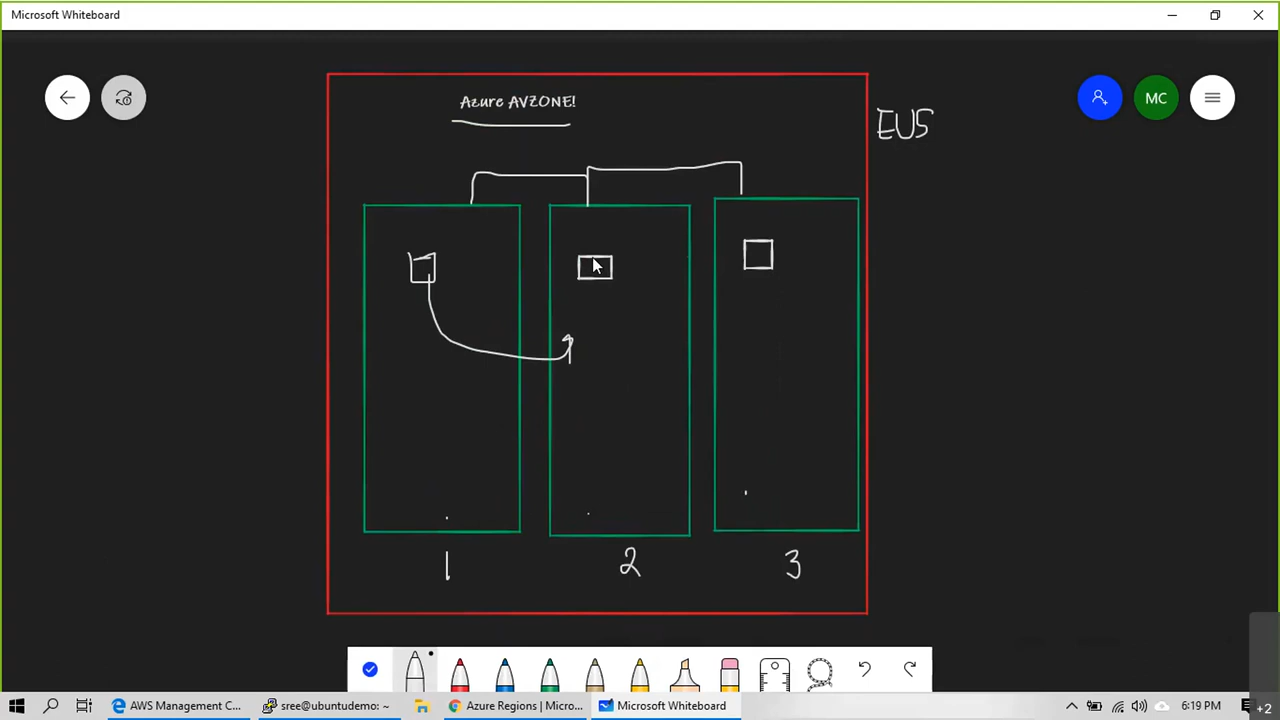 Microsoft Whiteboard
Azure AVZONE!
MC
EUS
1
2
3
AWS Management C...
sree@ubuntudemo: ~
Azure Regions | Micro...
Microsoft Whiteboard
6:19 PM
+2